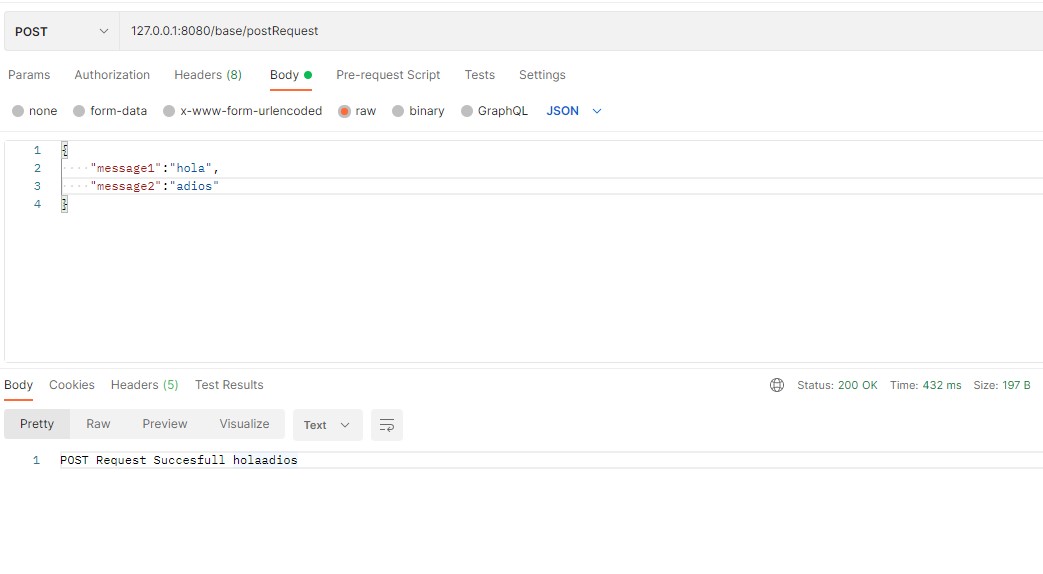 POST 127.0.0.1:8080/base/postRequest
Params Authorization Headers (8) Body Pre-request Script Tests Settings
none form-data x-www-form-urlencoded raw binary GraphQL JSON
1 {
2 "message1":"hola",
3 "message2":"adios"
4 }
Body Cookies Headers (5) Test Results Status: 200 OK Time: 432 ms Size: 197 B
Pretty Raw Preview Visualize Text
1 POST Request Succesfull holaadios